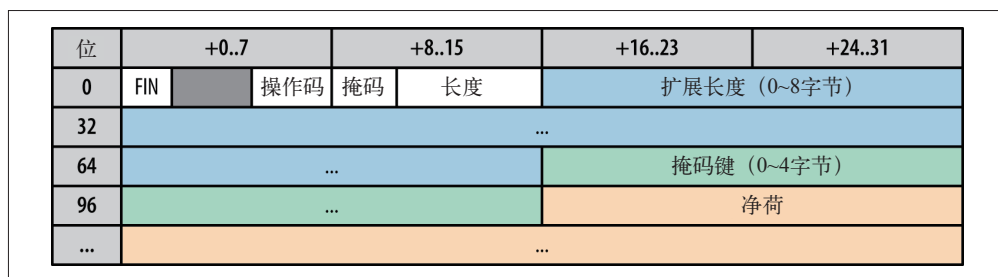 位 +0..7 +8..15 +16..23 +24..31
0 FIN 操作码 掩码 长度 扩展长度（0~8字节）
32 ...
64 ... 掩码键（0~4字节）
96 ... 净荷
... ...